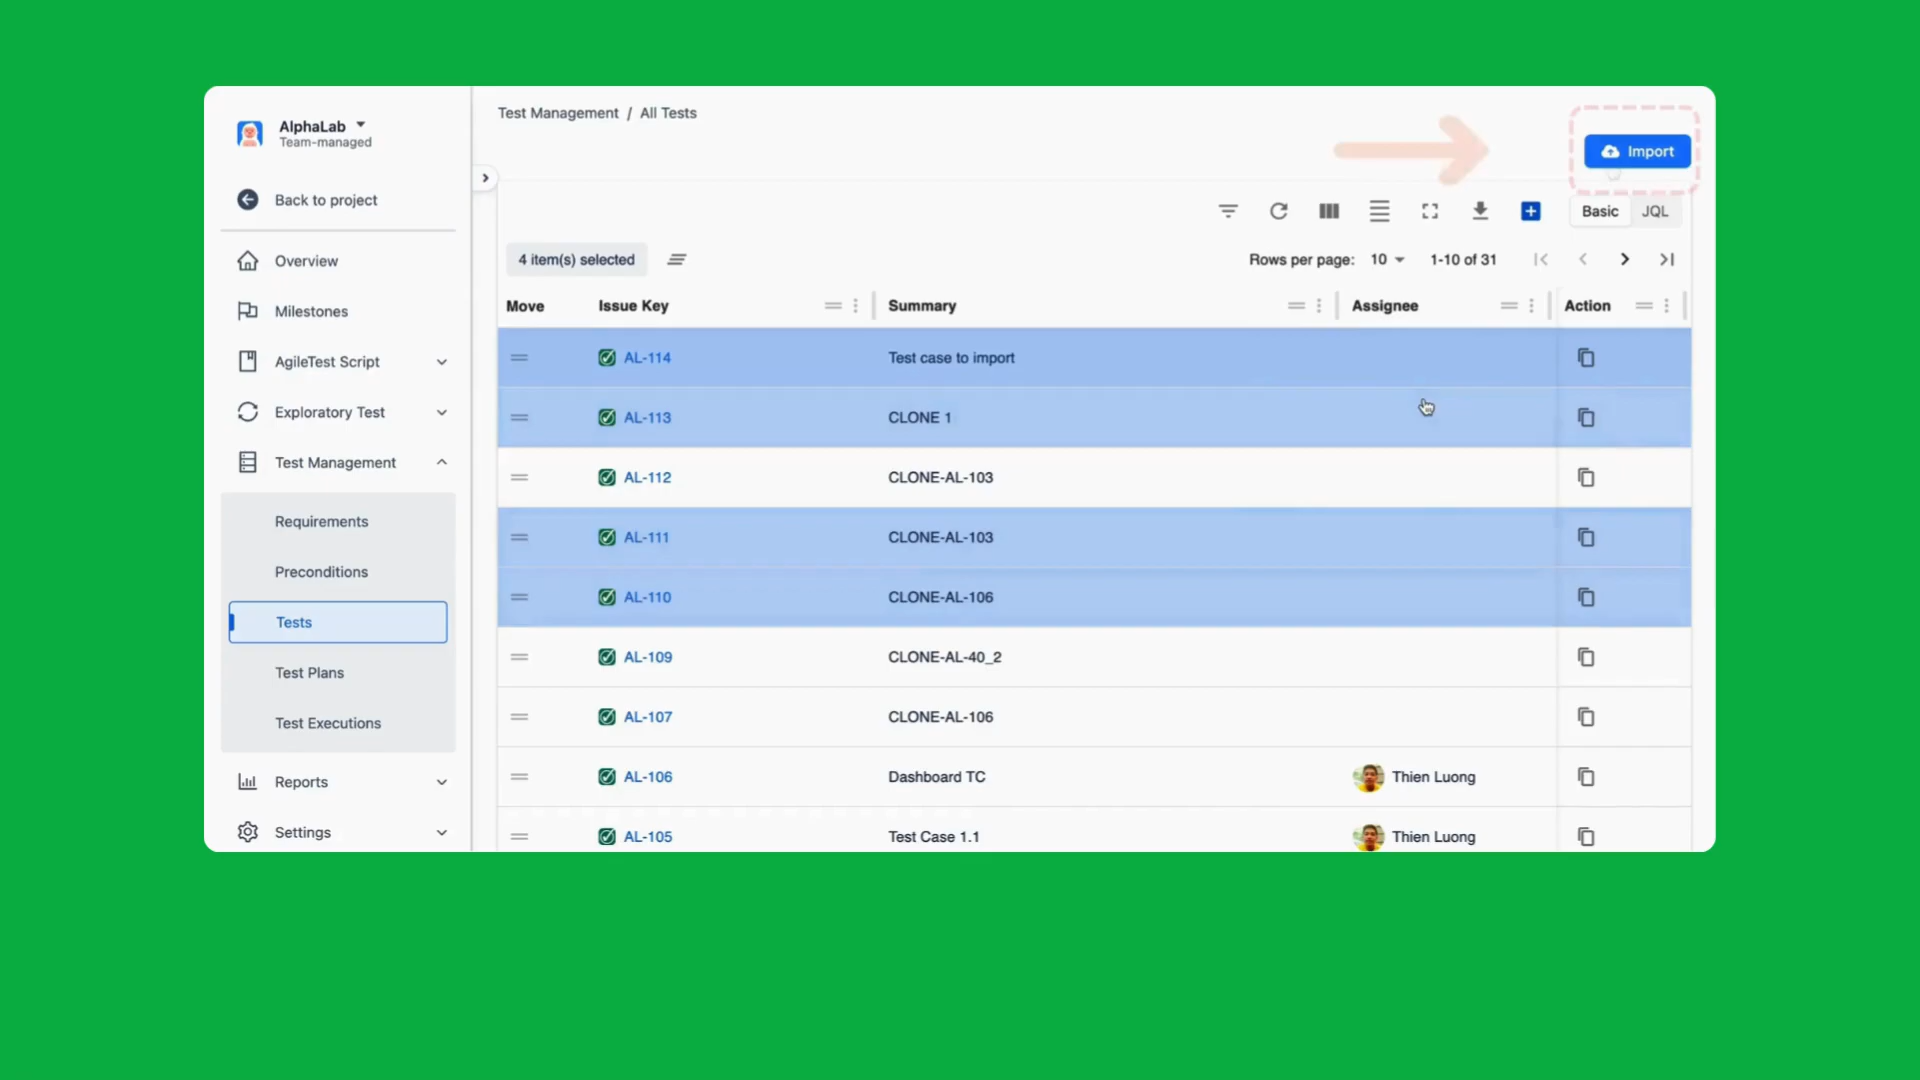 AlphaLab
Team-managed
Back to project
Overview
Milestones
AgileTest Script
Exploratory Test
Test Management
Requirements
Preconditions
Tests
Test Plans
Test Executions
Reports
Settings
Test Management / All Tests
Import
Basic JQL
4 item(s) selected Rows per page: 10 1-10 of 31
Move Issue Key Summary Assignee Action
AL-114 Test case to import
AL-113 CLONE 1
AL-112 CLONE-AL-103
AL-111 CLONE-AL-103
AL-110 CLONE-AL-106
AL-109 CLONE-AL-40_2
AL-107 CLONE-AL-106
AL-106 Dashboard TC Thien Luong
AL-105 Test Case 1.1 Thien Luong